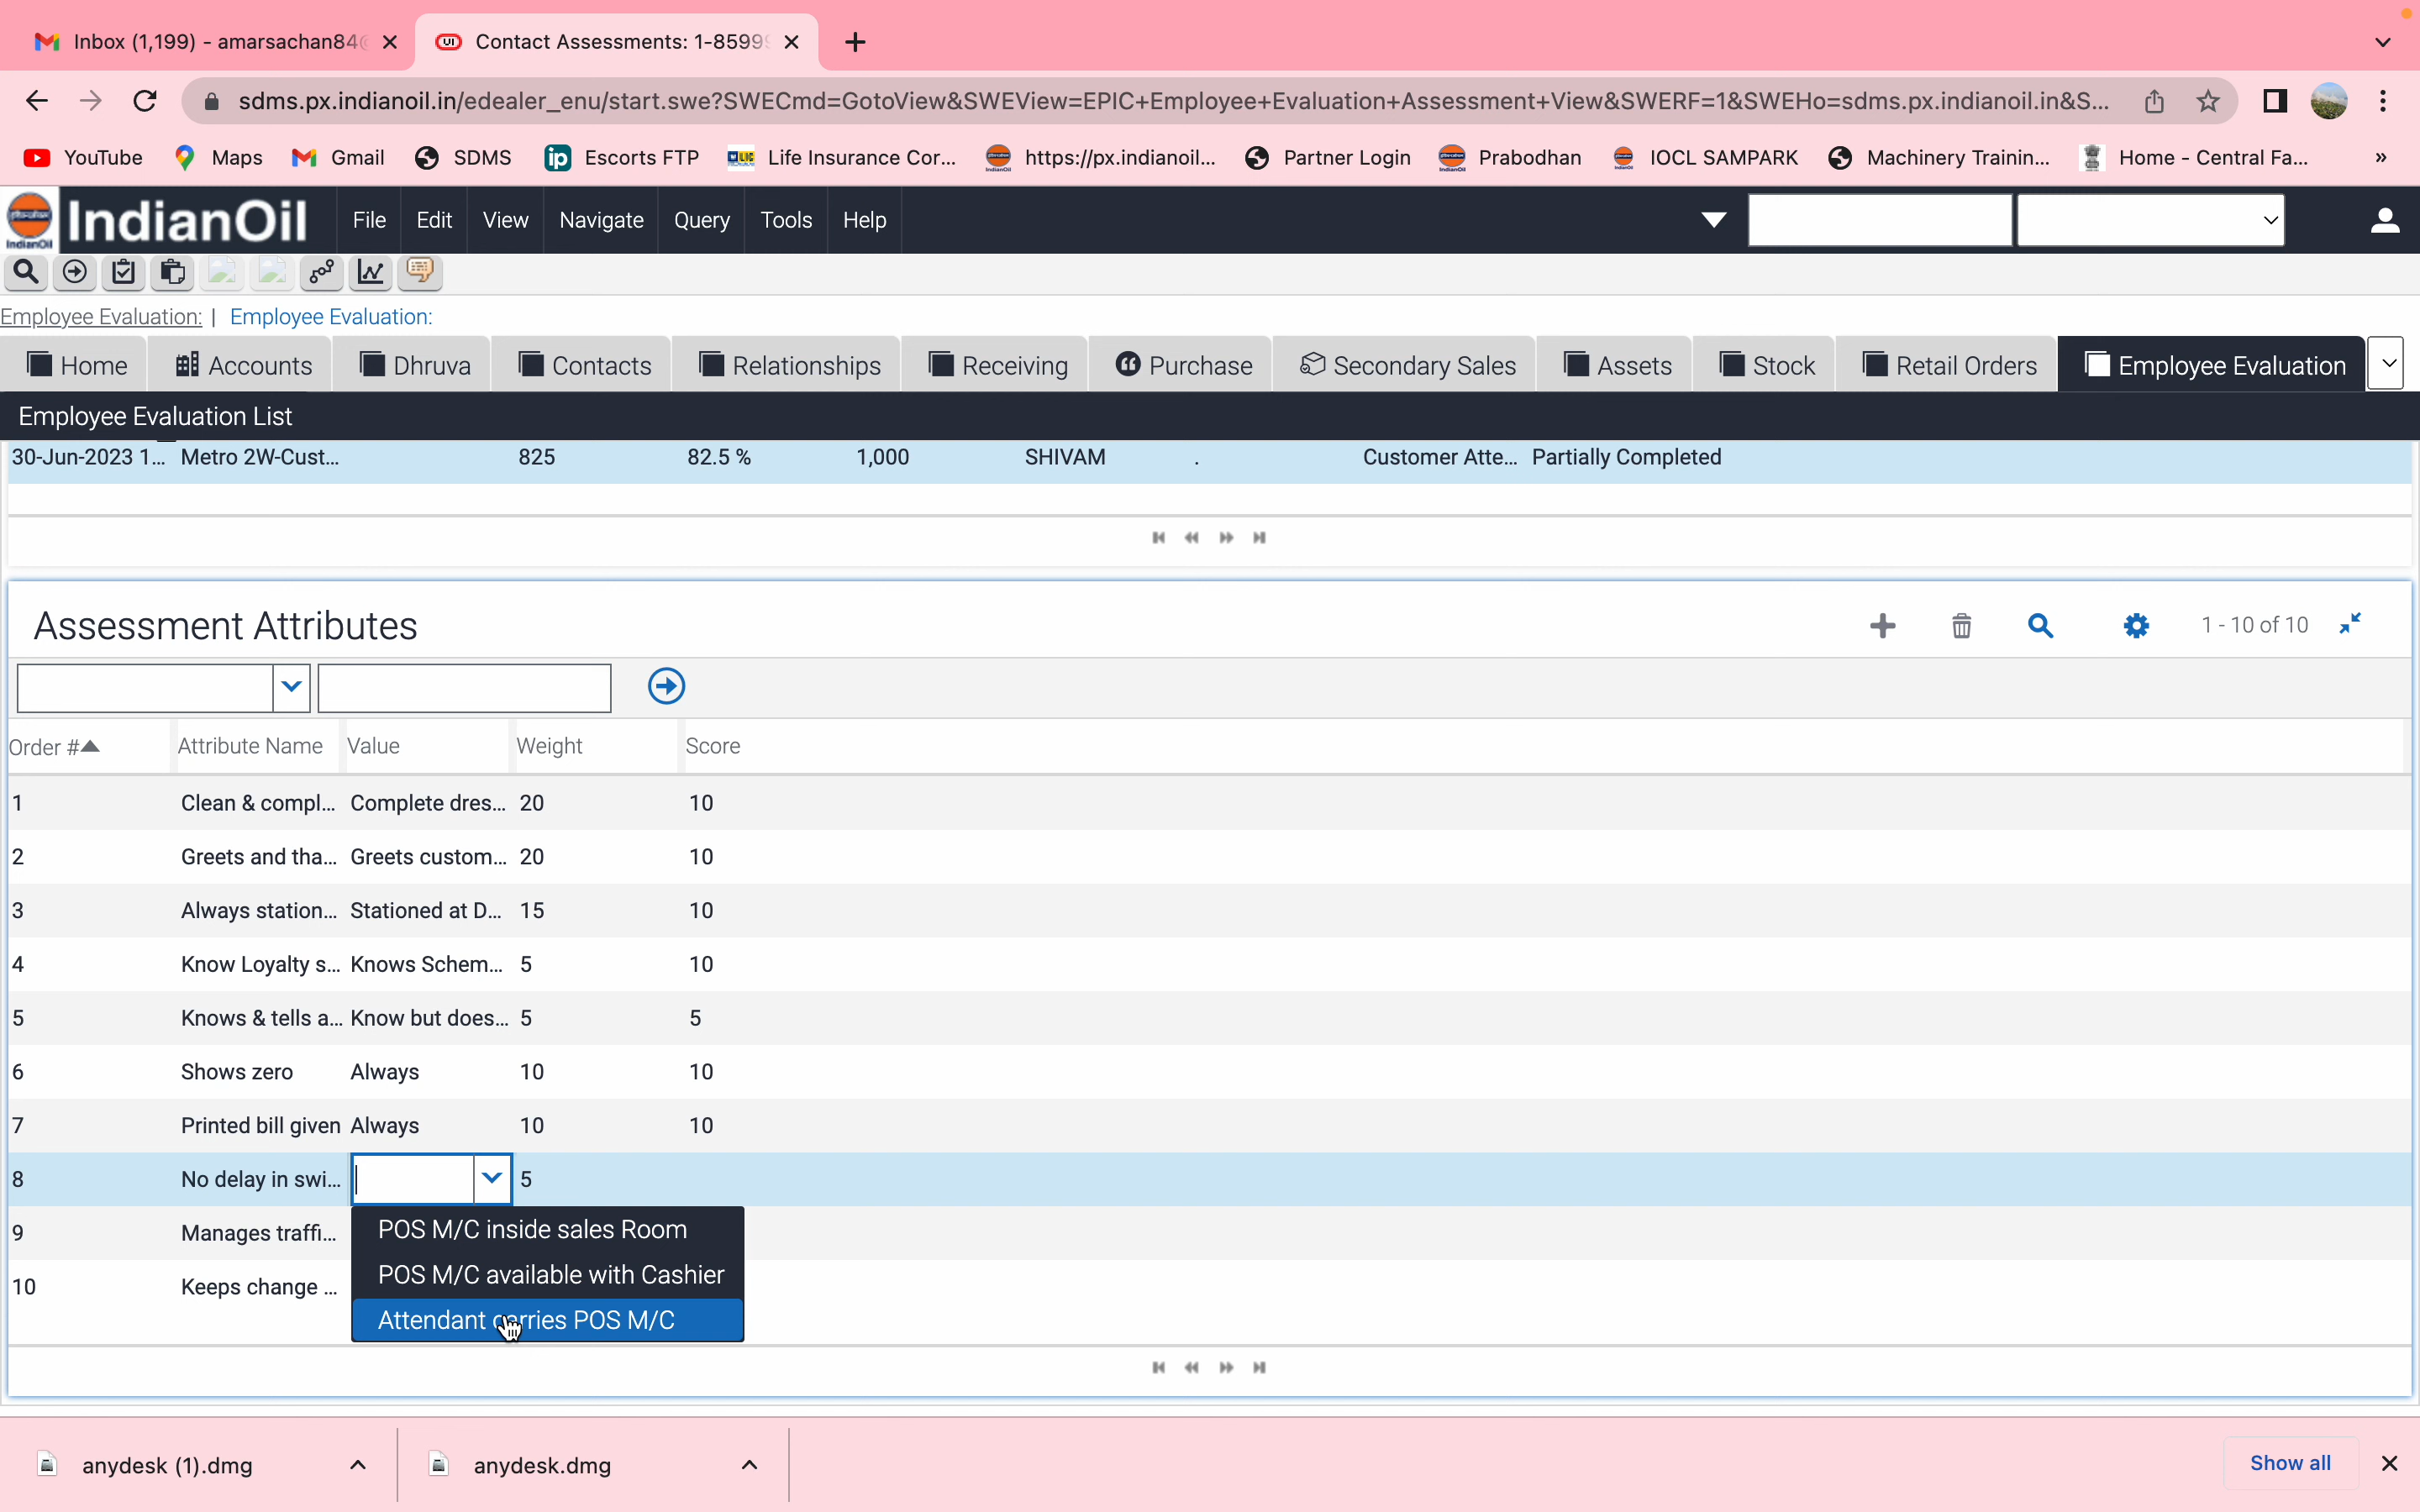 Inbox (1,199) - amarsachan84
Contact Assessments: 1-8599
sdms.px.indianoil.in/edealer_enu/start.swe?SWECmd=GotoView&SWEView=EPIC+Employee+Evaluation+Assessment+View&SWERF=1&SWEHo=sdms.px.indianoil.in&S...
YouTube Maps Gmail SDMS ip Escorts FTP LIC Life Insurance Cor... https://px.indianoil... Partner Login Prabodhan IOCL SAMPARK Machinery Trainin... Home - Central Fa... »
IndianOil IndianOil File Edit View Navigate Query Tools Help
Employee Evaluation: | Employee Evaluation:
Home Accounts Dhruva Contacts Relationships Receiving Purchase Secondary Sales Assets Stock Retail Orders Employee Evaluation
Employee Evaluation List
30-Jun-2023 1... Metro 2W-Cust... 825 82.5 % 1,000 SHIVAM . Customer Atte... Partially Completed
Assessment Attributes 1 - 10 of 10
Order # Attribute Name Value Weight Score
1 Clean & compl... Complete dres... 20 10
2 Greets and tha... Greets custom... 20 10
3 Always station... Stationed at D... 15 10
4 Know Loyalty s... Knows Schem... 5 10
5 Knows & tells a... Know but does... 5 5
6 Shows zero Always 10 10
7 Printed bill given Always 10 10
8 No delay in swi... 5
9 Manages traffi... POS M/C inside sales Room
POS M/C available with Cashier
10 Keeps change ...
Attendant carries POS M/C
anydesk (1).dmg anydesk.dmg Show all